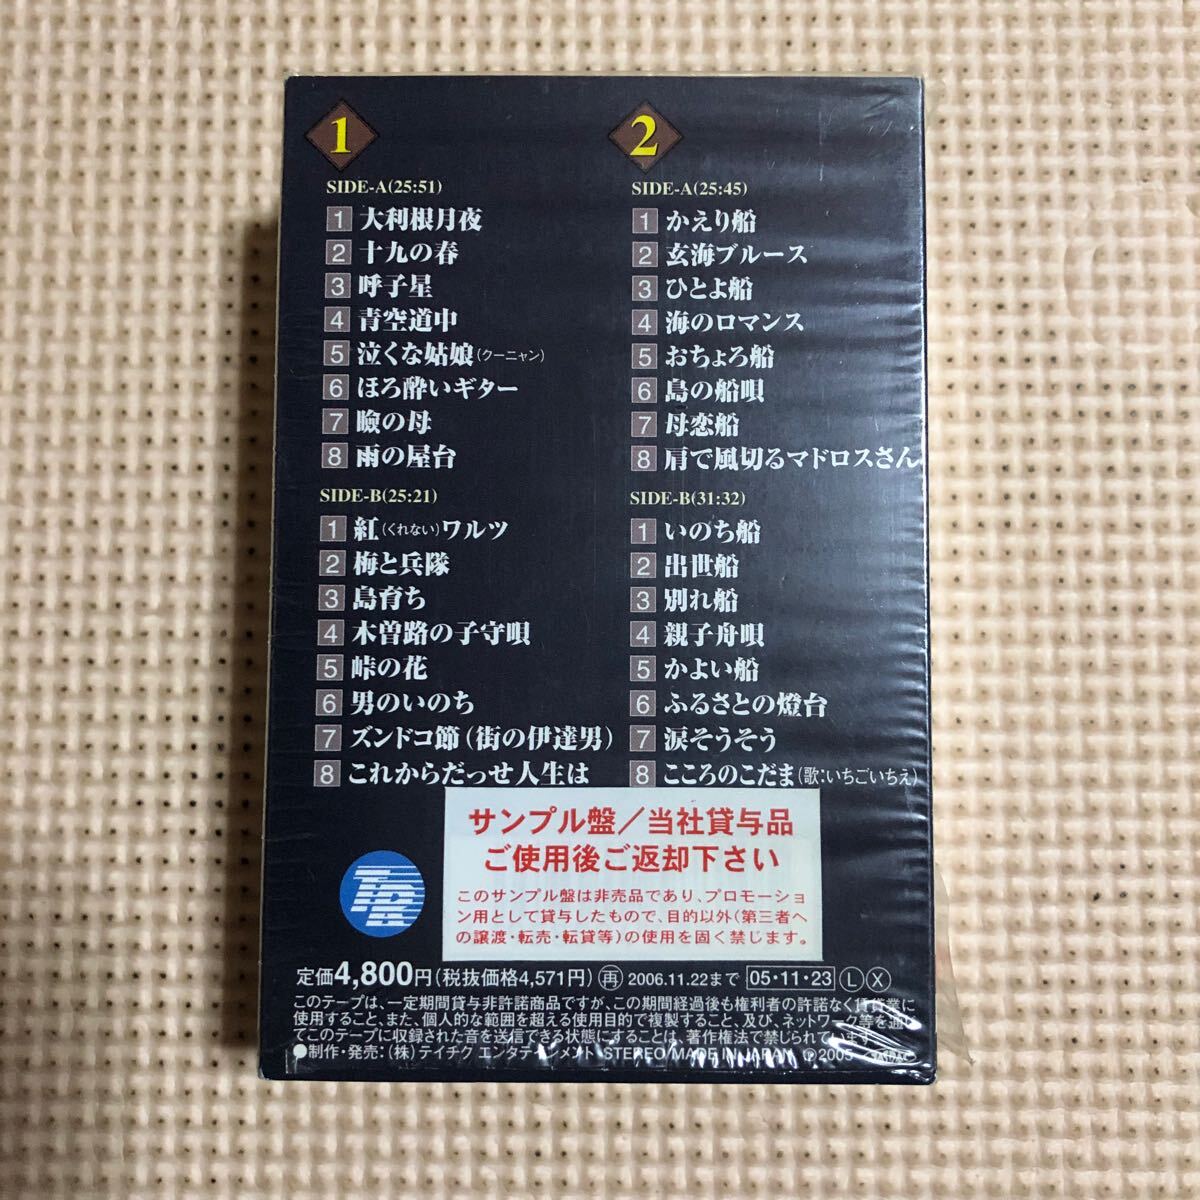 1
SIDE-A(25:51)
1 大利根月夜
2 十九の春
3 呼子星
4 青空道中
5 泣くな姑娘(クーニャン)
6 ほろ酔いギター
7 瞼の母
8 雨の屋台
SIDE-B(25:21)
1 紅(くれない)ワルツ
2 梅と兵隊
3 島育ち
4 木曽路の子守唄
5 峠の花
6 男のいのち
7 ズンドコ節(街の伊達男)
8 これからだっせ人生は
2
SIDE-A(25:45)
1 かえり船
2 玄海ブルース
3 ひとよ船
4 海のロマンス
5 おちょろ船
6 島の船唄
7 母恋船
8 肩で風切るマドロスさん
SIDE-B(31:32)
1 いのち船
2 出世船
3 別れ船
4 親子舟唄
5 かよい船
6 ふるさとの燈台
7 涙そうそう
8 こころのこだま(歌:いちごいちえ)
サンプル盤/当社貸与品
ご使用後ご返却下さい
このサンプル盤は非売品であり、プロモーショ
ン用として貸与したもので、目的以外(第三者へ
の譲渡・転売・転貸等)の使用を固く禁じます。
TPR
定価4,800円(税抜価格4,571円) 再 2006.11.22まで 05・11・23 L X
このテープは、一定期間貸与非許諾商品ですが、この期間経過後も権利者の許諾なく賃貸業に
使用すること、また、個人的な範囲を超える使用目的で複製すること、及び、ネットワーク等を通じ
てこのテープに収録された音を送信できる状態にすることは、著作権法で禁じられています
●制作・発売:(株)テイチク エンタテインメント STEREO MADE IN JAPAN ℗2005